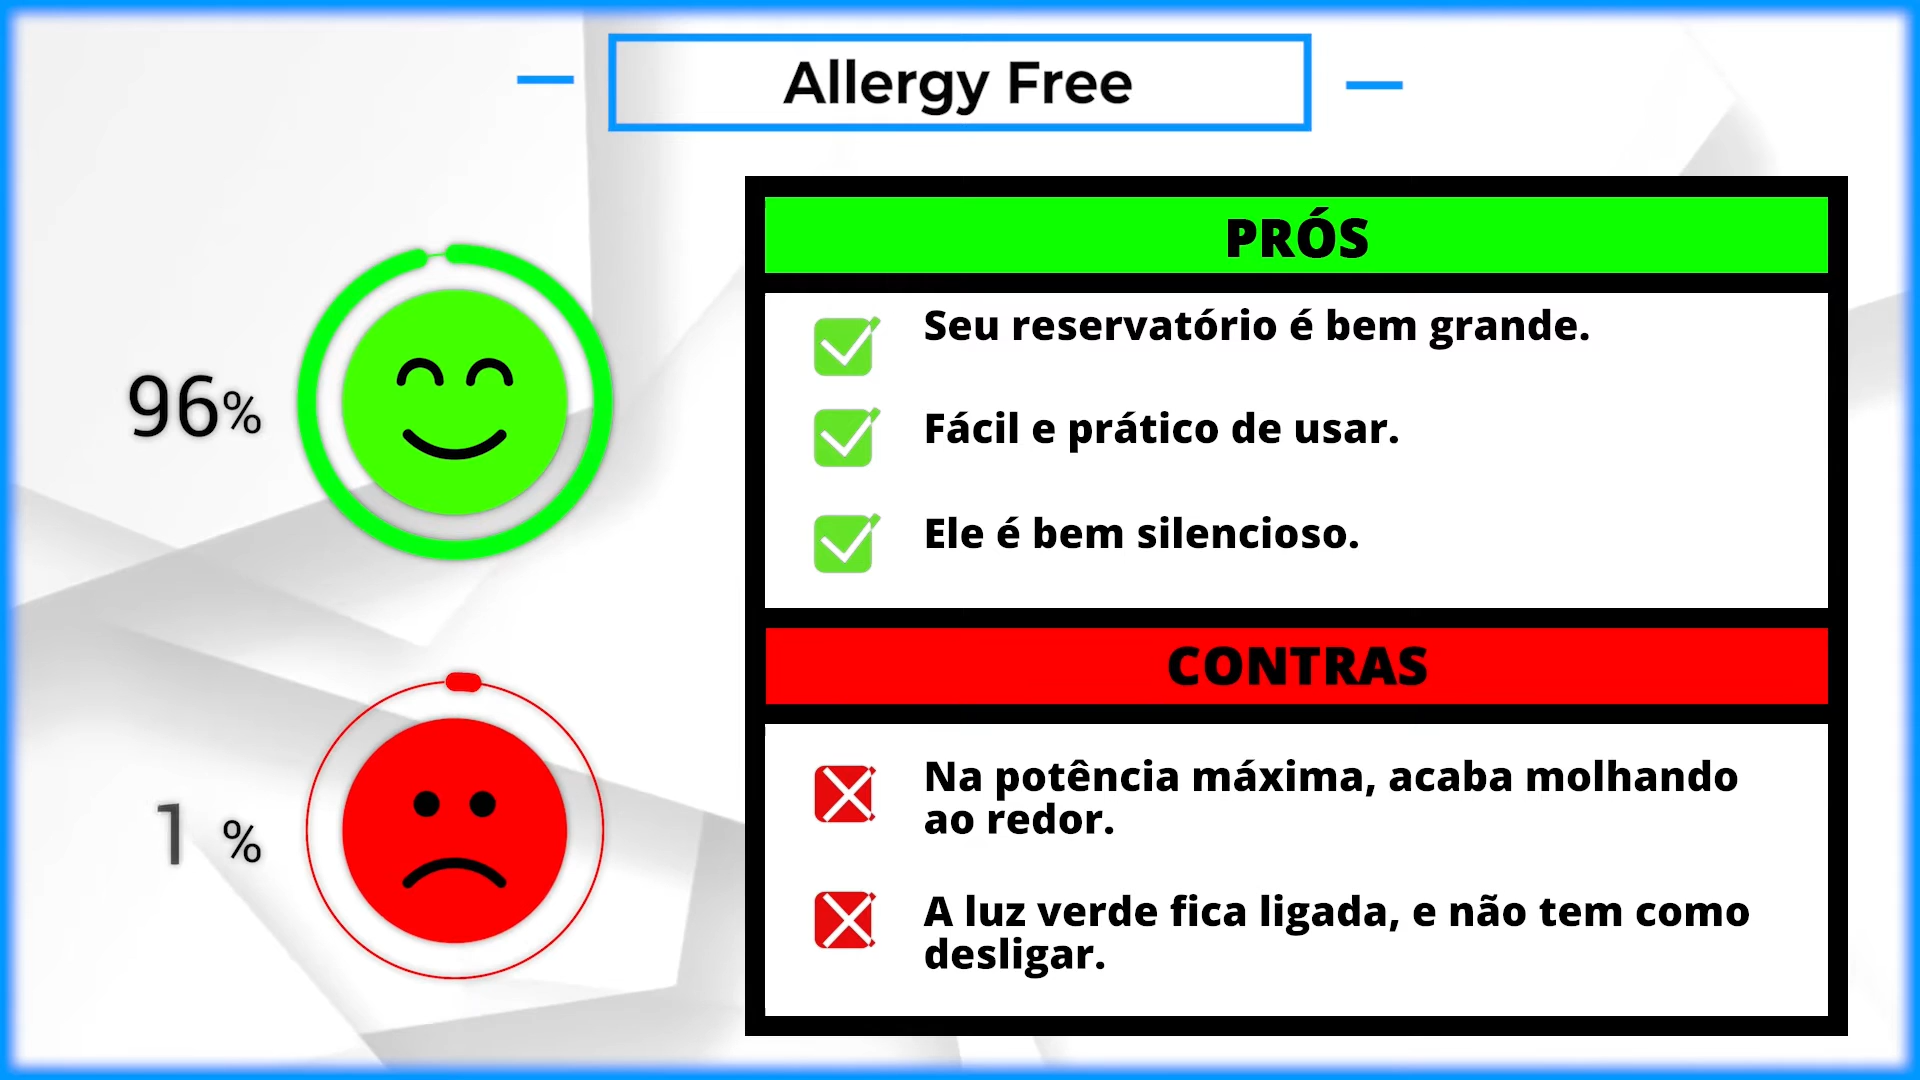 Allergy Free
PRÓS
Seu reservatório é bem grande.
Fácil e prático de usar.
Ele é bem silencioso.
96%
CONTRAS
Na potência máxima, acaba molhando
ao redor.
A luz verde fica ligada, e não tem como
desligar.
1 %